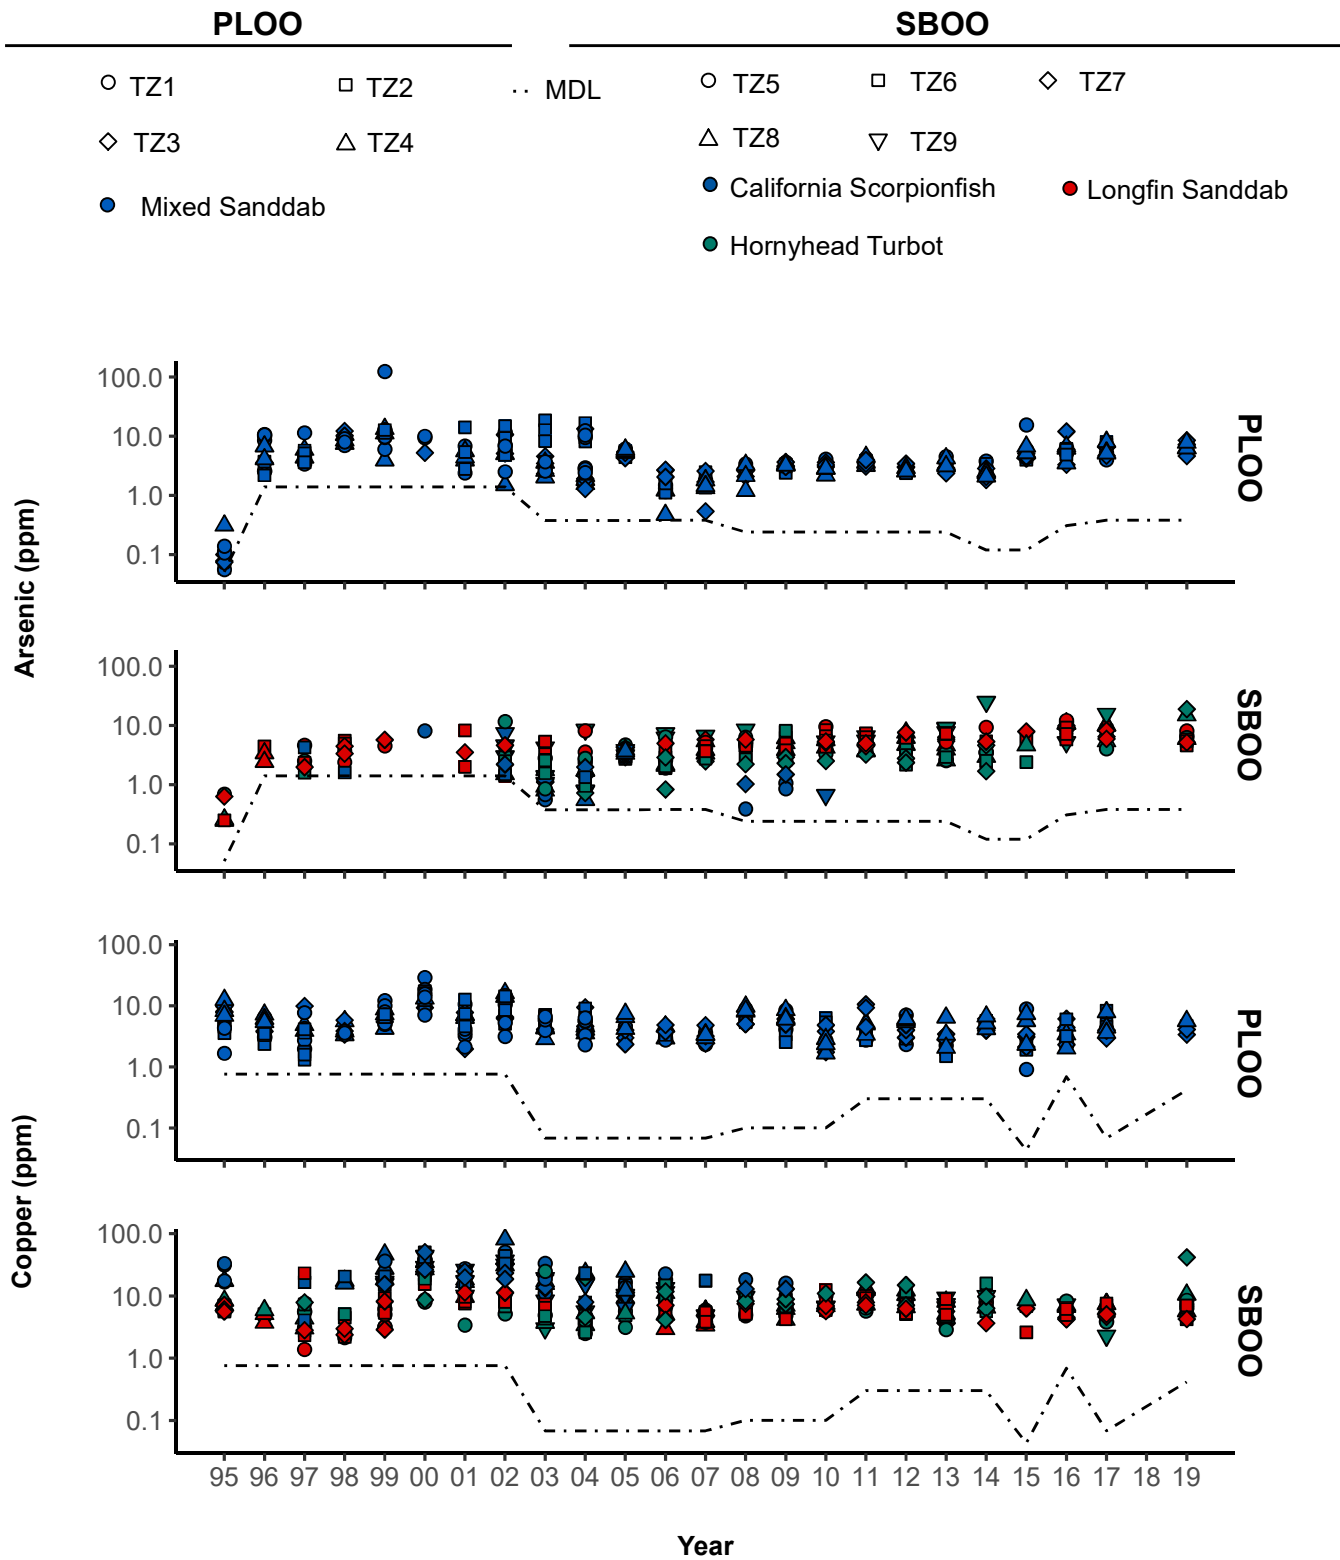 PLOO SBOO
TZ1 TZ2 MDL TZ5 TZ6 TZ7
TZ3 TZ4 TZ8 TZ9
Mixed Sanddab California Scorpionfish Longfin Sanddab
Hornyhead Turbot
Arsenic (ppm)
100.0
10.0
1.0
0.1
PLOO
100.0
10.0
1.0
0.1
SBOO
Copper (ppm)
100.0
10.0
1.0
0.1
PLOO
100.0
10.0
1.0
0.1
SBOO
95 96 97 98 99 00 01 02 03 04 05 06 07 08 09 10 11 12 13 14 15 16 17 18 19
Year